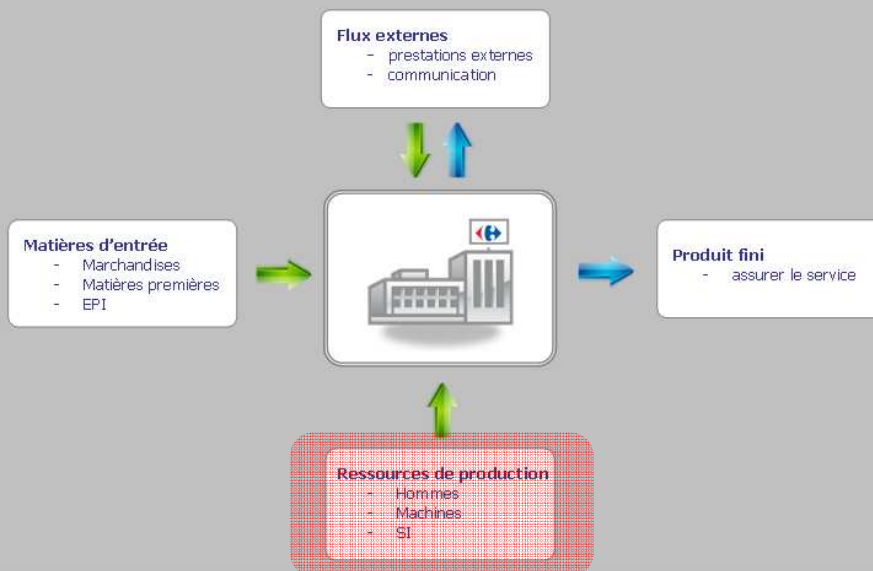 Flux externes
- prestations externes
- communication
Matières d'entrée
- Marchandises
- Matières premières
- EPI
Produit fini
- assurer le service
Ressources de production
- Hommes
- Machines
- SI